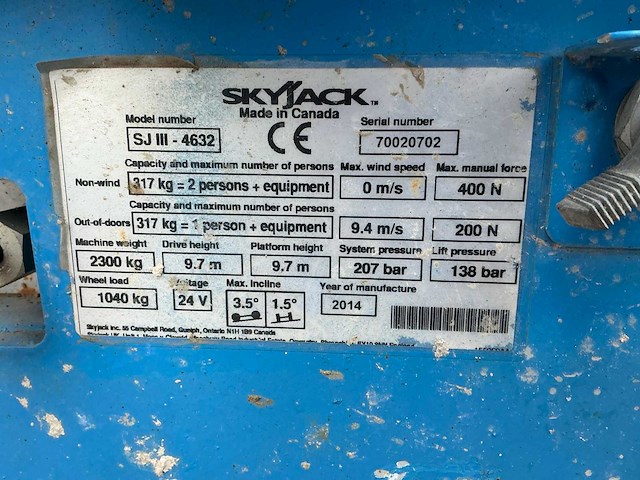 SKYJACK TM
Made in Canada
Model number Serial number
SJ III - 4632 CE 70020702
Capacity and maximum number of persons Max. wind speed Max. manual force
Non-wind 317 kg = 2 persons + equipment 0 m/s 400 N
Capacity and maximum number of persons
Out-of-doors 317 kg = 1 person + equipment 9.4 m/s 200 N
Machine weight Drive height Platform height System pressure Lift pressure
2300 kg 9.7 m 9.7 m 207 bar 138 bar
Wheel load Voltage Max. incline Year of manufacture
1040 kg 24 V 3.5° 1.5° 2014
Skyjack Inc. 55 Campbell Road, Guelph, Ontario N1H 1B9 Canada
Skyjack UK, Unit 1